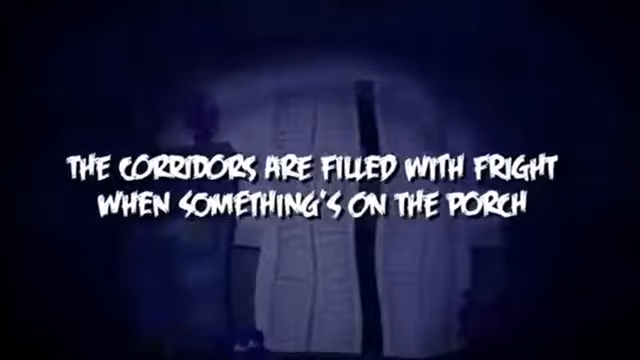 THE CORRIDORS ARE FILLED WITH FRIGHT
WHEN SOMETHING'S ON THE PORCH